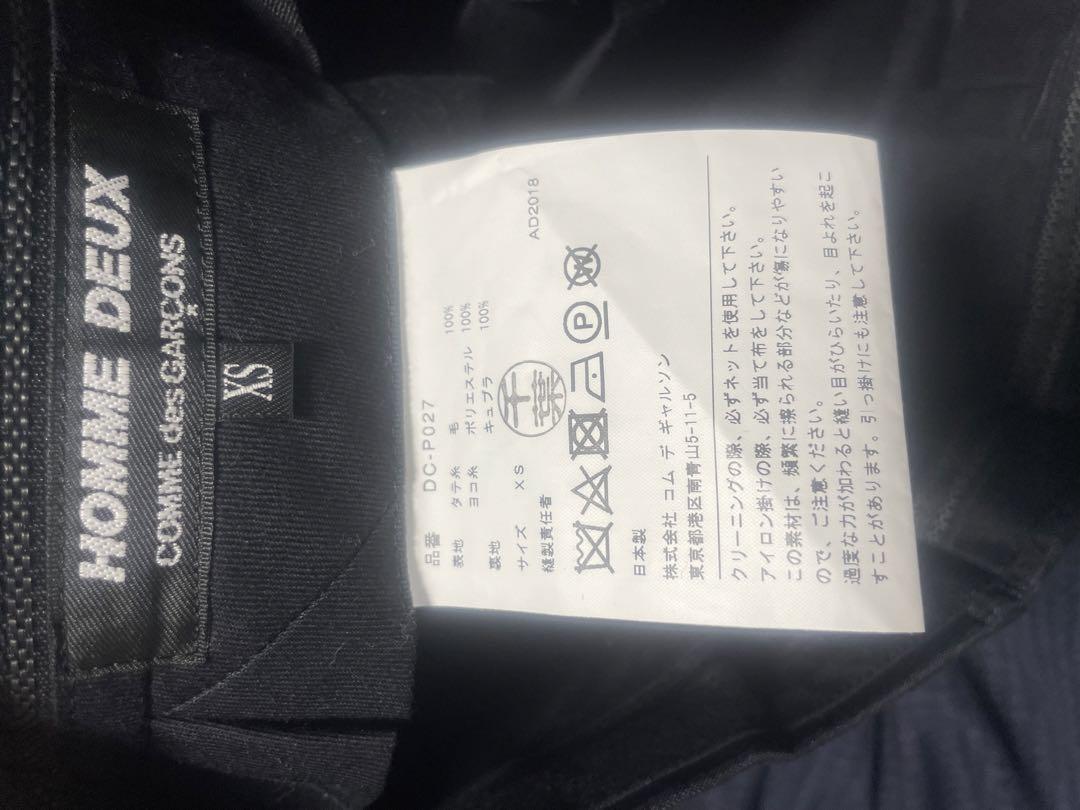 HOMME DEUX
COMME des GARÇONS
XS
AD2018
品番 DC-P027
表地 タテ糸 毛 100%
ヨコ糸 ポリエステル 100%
裏地 キュプラ 100%
サイズ XS
縫製責任者 千葉
P
W
日本製
株式会社 コム デ ギャルソン
東京都港区南青山5-11-5
クリーニングの際、必ずネットを使用して下さい。
アイロン掛けの際、必ず当て布をして下さい。
この素材は、頻繁に擦られる部分などが傷になりやすい
ので、ご注意ください。
過度な力が加わると縫い目がひらいたり、目よれを起こ
すことがあります。引っ掛けにも注意して下さい。